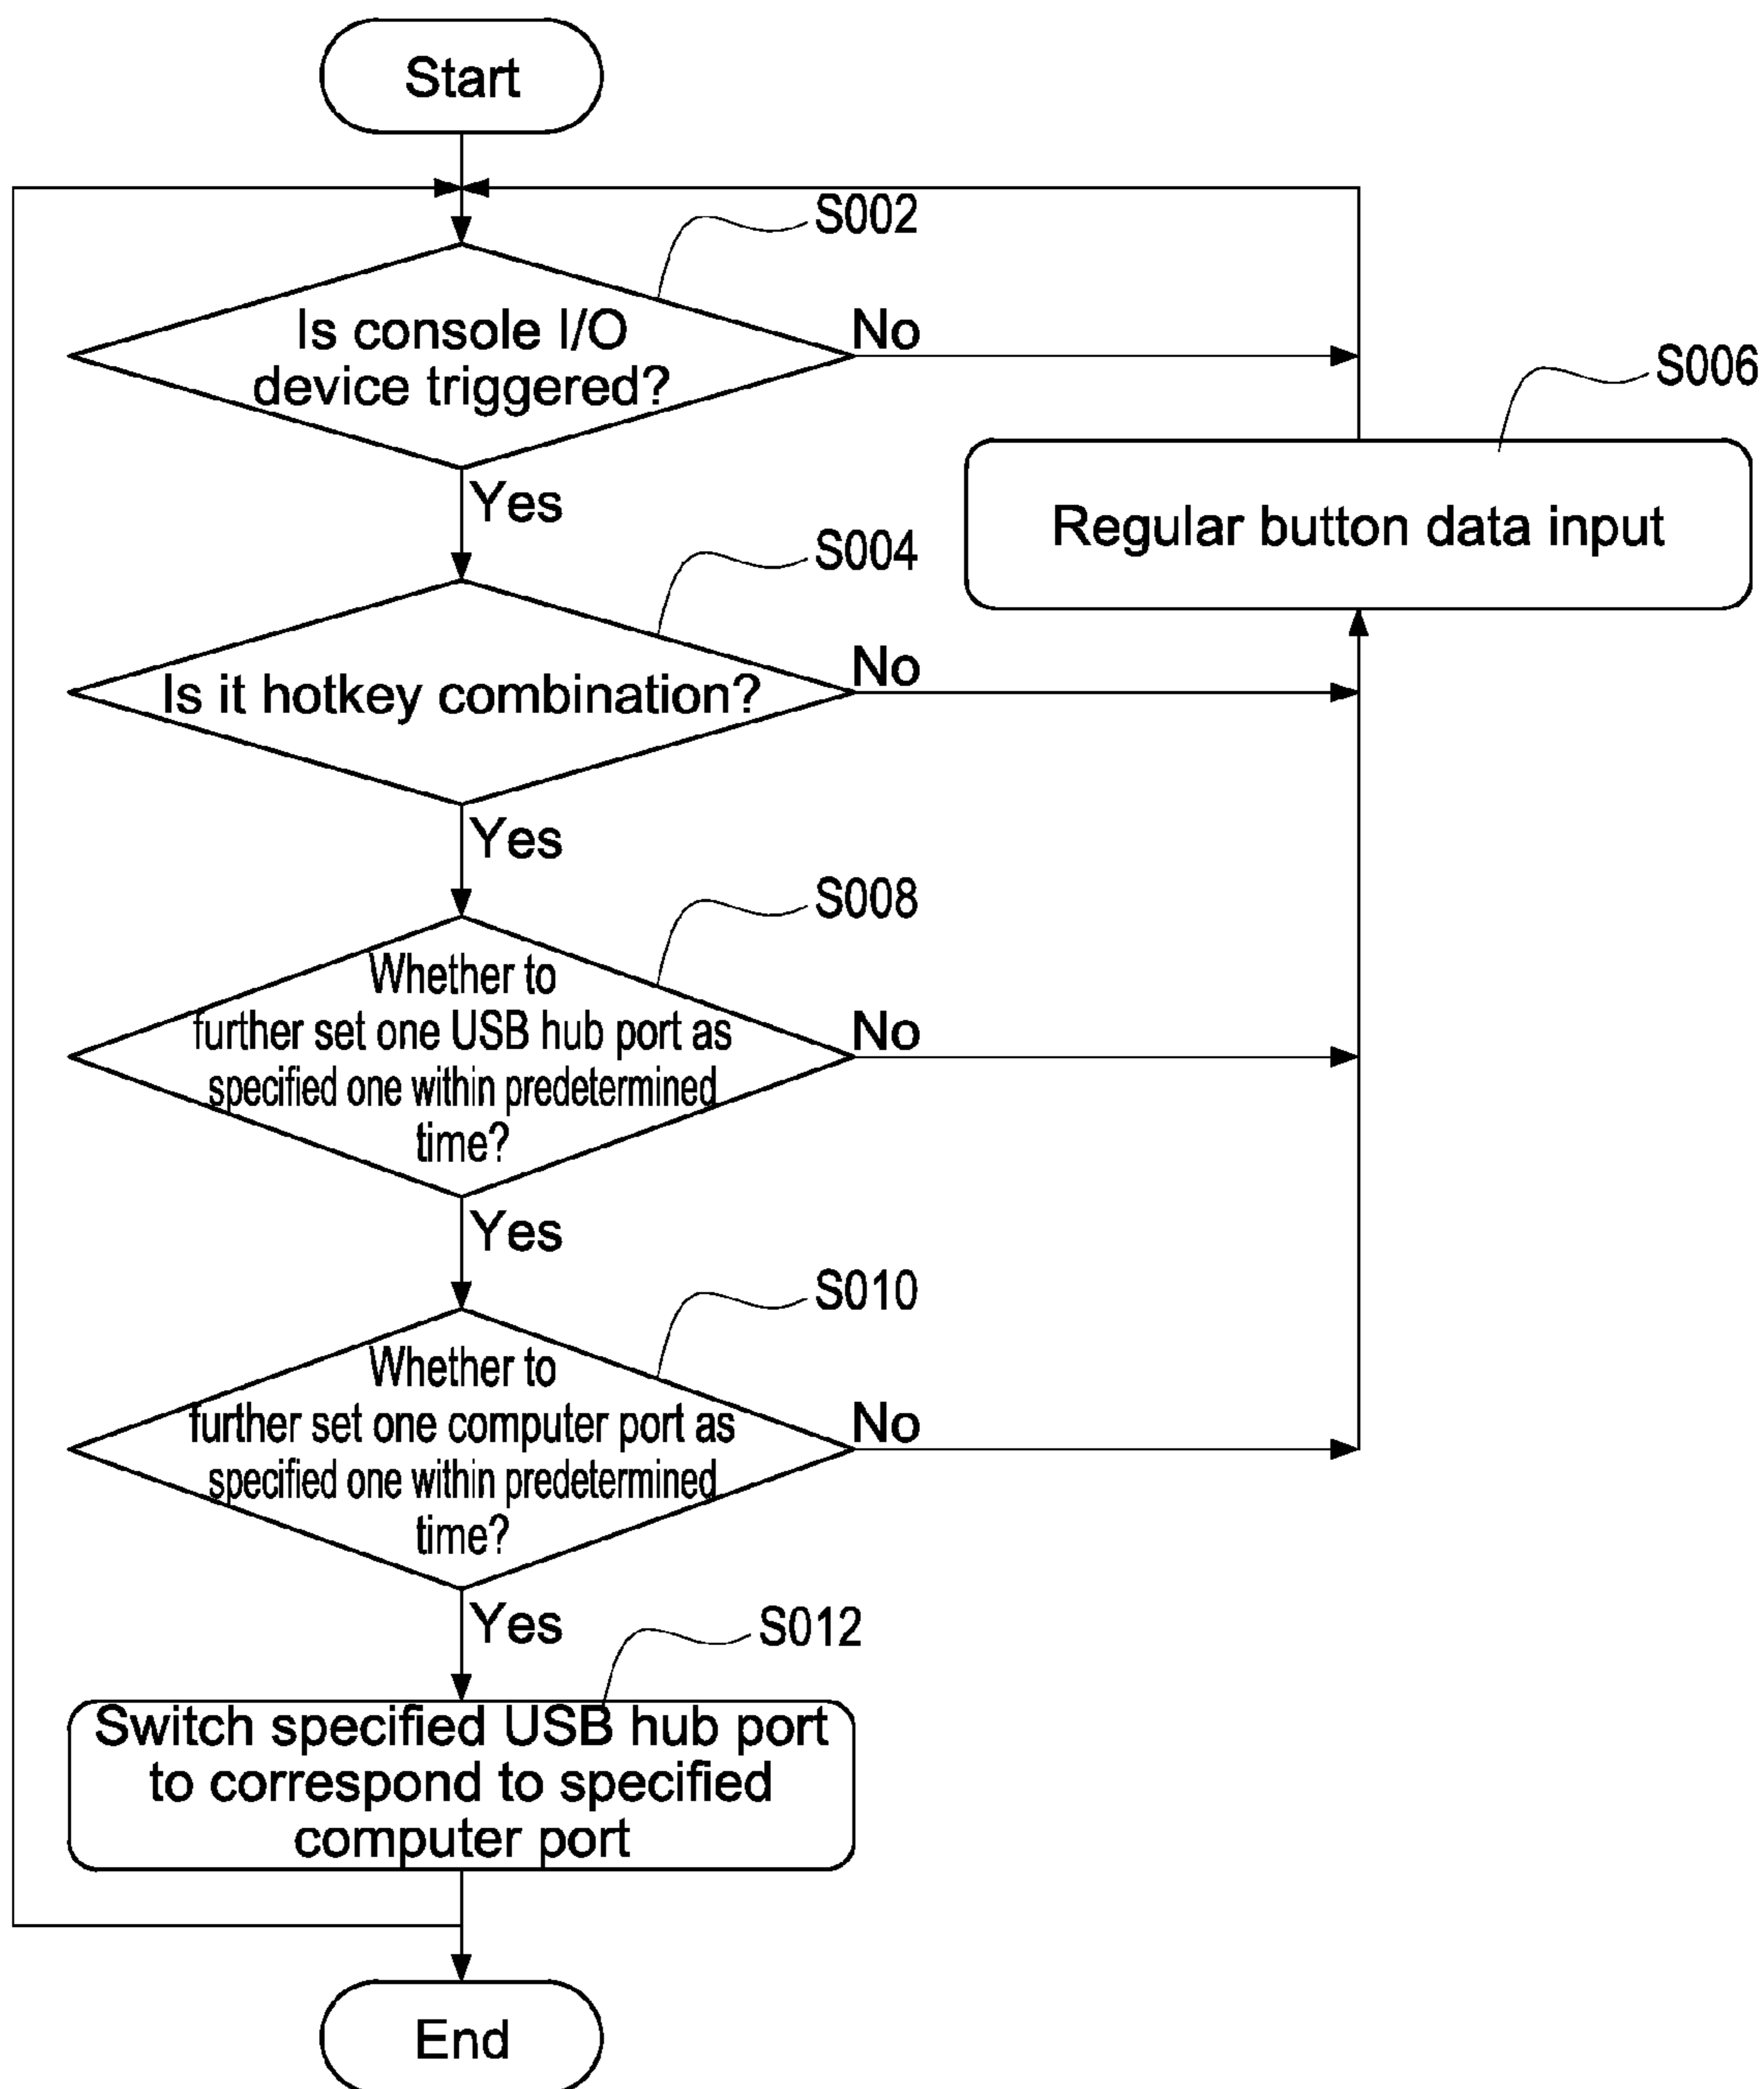 Start
S002
Is console I/O
device triggered?
No
Yes
S006
Regular button data input
S004
Is it hotkey combination?
No
Yes
S008
Whether to
further set one USB hub port as
specified one within predetermined
time?
No
Yes
S010
Whether to
further set one computer port as
specified one within predetermined
time?
No
Yes
S012
Switch specified USB hub port
to correspond to specified
computer port
End